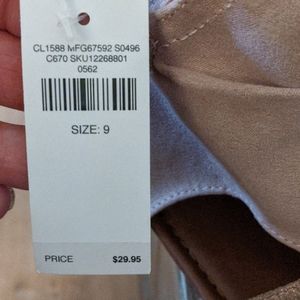 CL1588 MFG67592 S0496
C670 SKU12268801
0562
SIZE: 9
PRICE $29.95